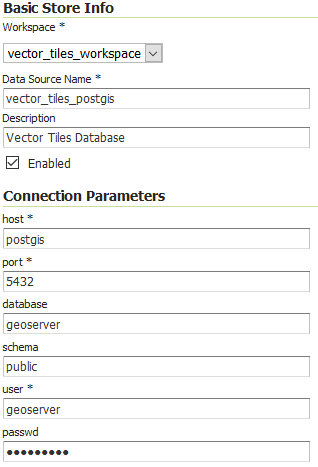 Basic Store Info
Workspace *
vector_tiles_workspace
Data Source Name *
vector_tiles_postgis
Description
Vector Tiles Database
Enabled
Connection Parameters
host *
postgis
port *
5432
database
geoserver
schema
public
user *
geoserver
passwd
●●●●●●●●●